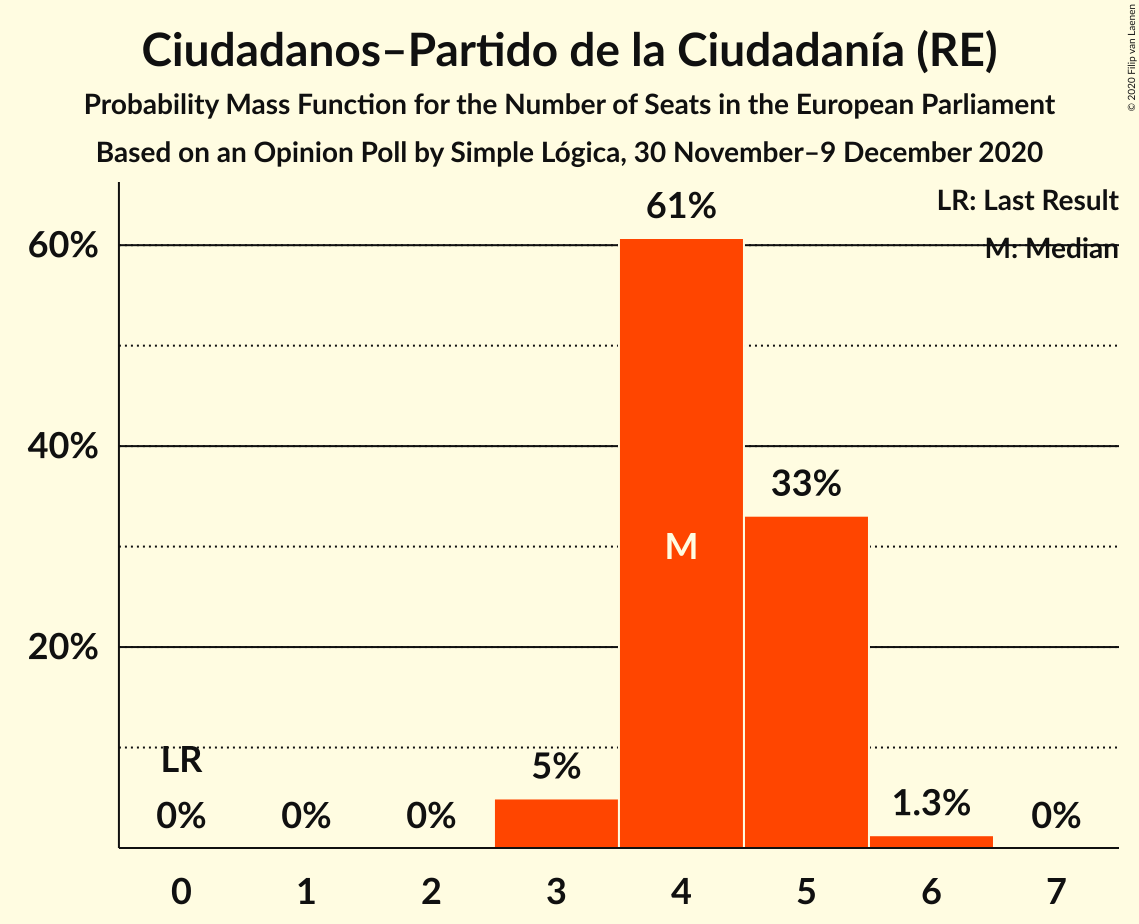 Ciudadanos–Partido de la Ciudadanía (RE)
Probability Mass Function for the Number of Seats in the European Parliament
Based on an Opinion Poll by Simple Lógica, 30 November–9 December 2020
© 2020 Filip van Laenen
LR: Last Result
M: Median
60%
40%
20%
61%
33%
M
LR
0%
0%
0%
5%
1.3%
0%
0 1 2 3 4 5 6 7